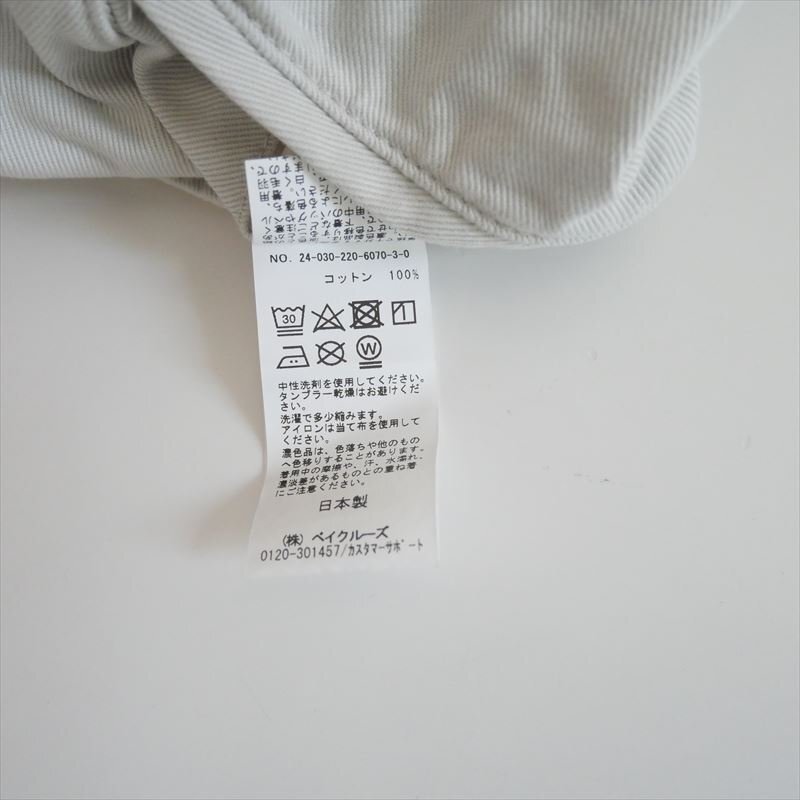 NO. 24-030-220-6070-3-0
コットン 100%
30
1
W
中性洗剤を使用してください。
タンブラー乾燥はお避けくだ
さい。
洗濯で多少縮みます。
アイロンは当て布を使用して
ください。
濃色品は、色落ちや他のもの
へ色移りすることがあります。
着用中の摩擦や、汗、水濡れ、
濃淡差があるものとの重ね着
にご注意ください。
日本製
(株) ベイクルーズ
0120-301457/カスタマーサポート